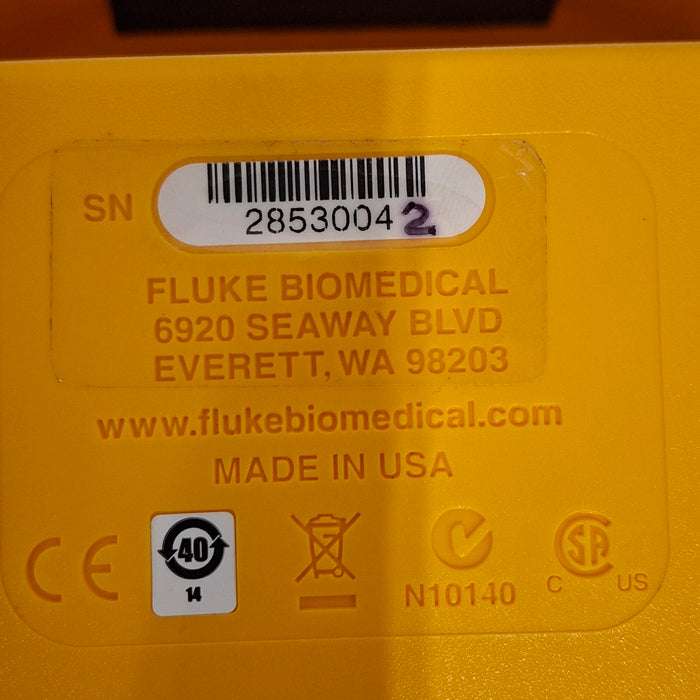 SN 28530042
FLUKE BIOMEDICAL
6920 SEAWAY BLVD
EVERETT, WA 98203
www.flukebiomedical.com
MADE IN USA
CE
40
14
N10140
C SA US